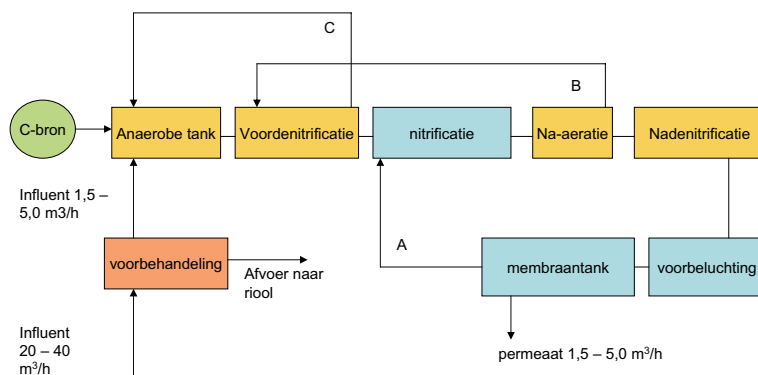 C
B
C-bron
Anaerobe tank
Voordenitrificatie
nitrificatie
Na-aeratie
Nadenitrificatie
Influent 1,5 –
5,0 m3/h
A
voorbehandeling
Afvoer naar
riool
membraantank
voorbeluchting
Influent
20 – 40
m³/h
permeaat 1,5 – 5,0 m³/h